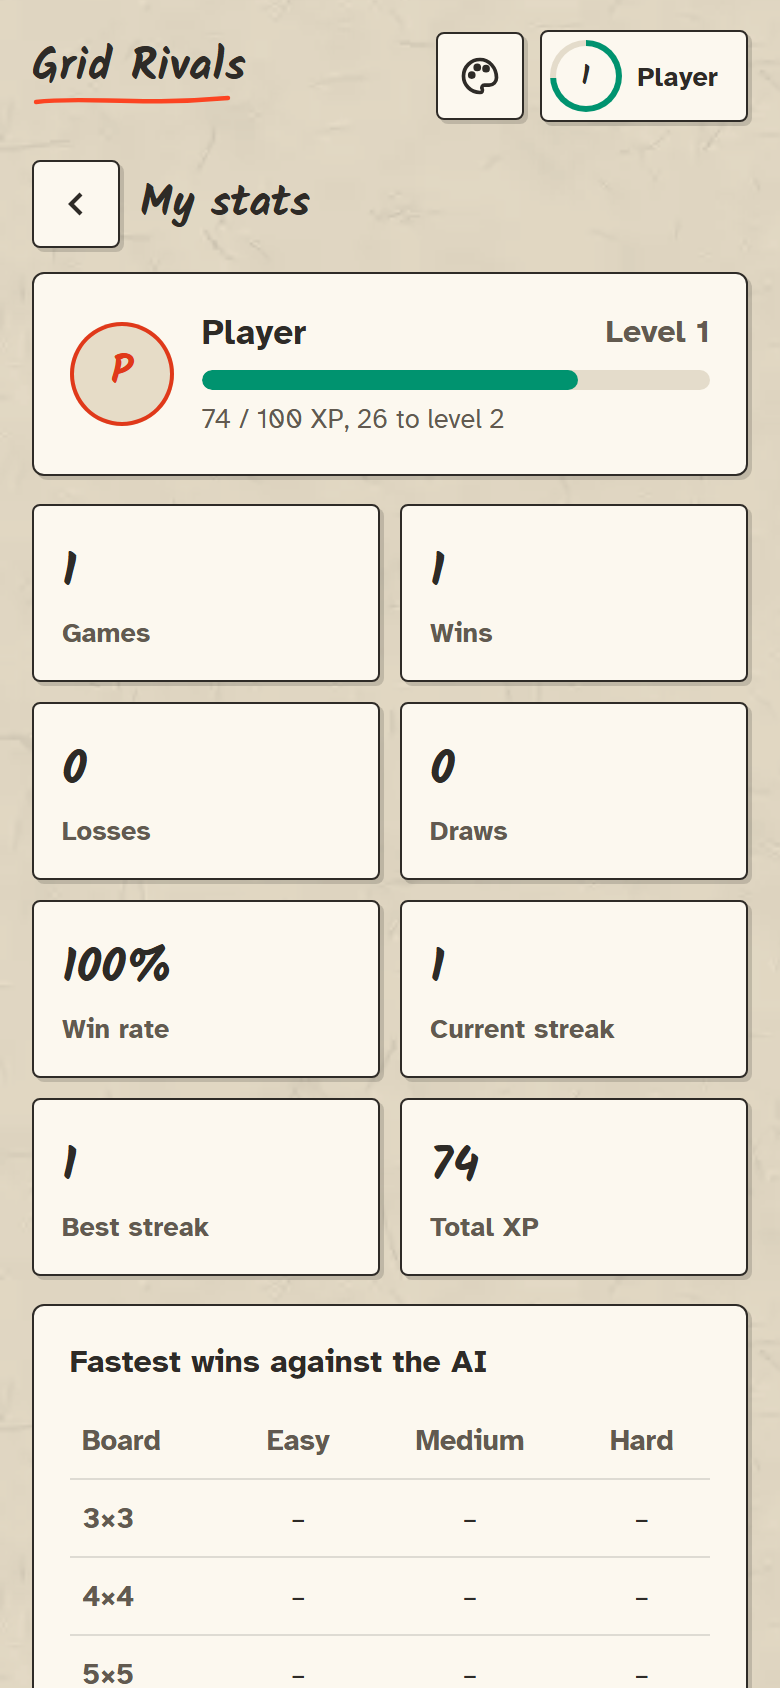 Grid Rivals
1 Player
My stats
P
Player Level 1
74 / 100 XP, 26 to level 2
1 1
Games Wins
0 0
Losses Draws
100% 1
Win rate Current streak
1 74
Best streak Total XP
Fastest wins against the AI
Board Easy Medium Hard
3×3 – – –
4×4 – – –
5×5 – – –